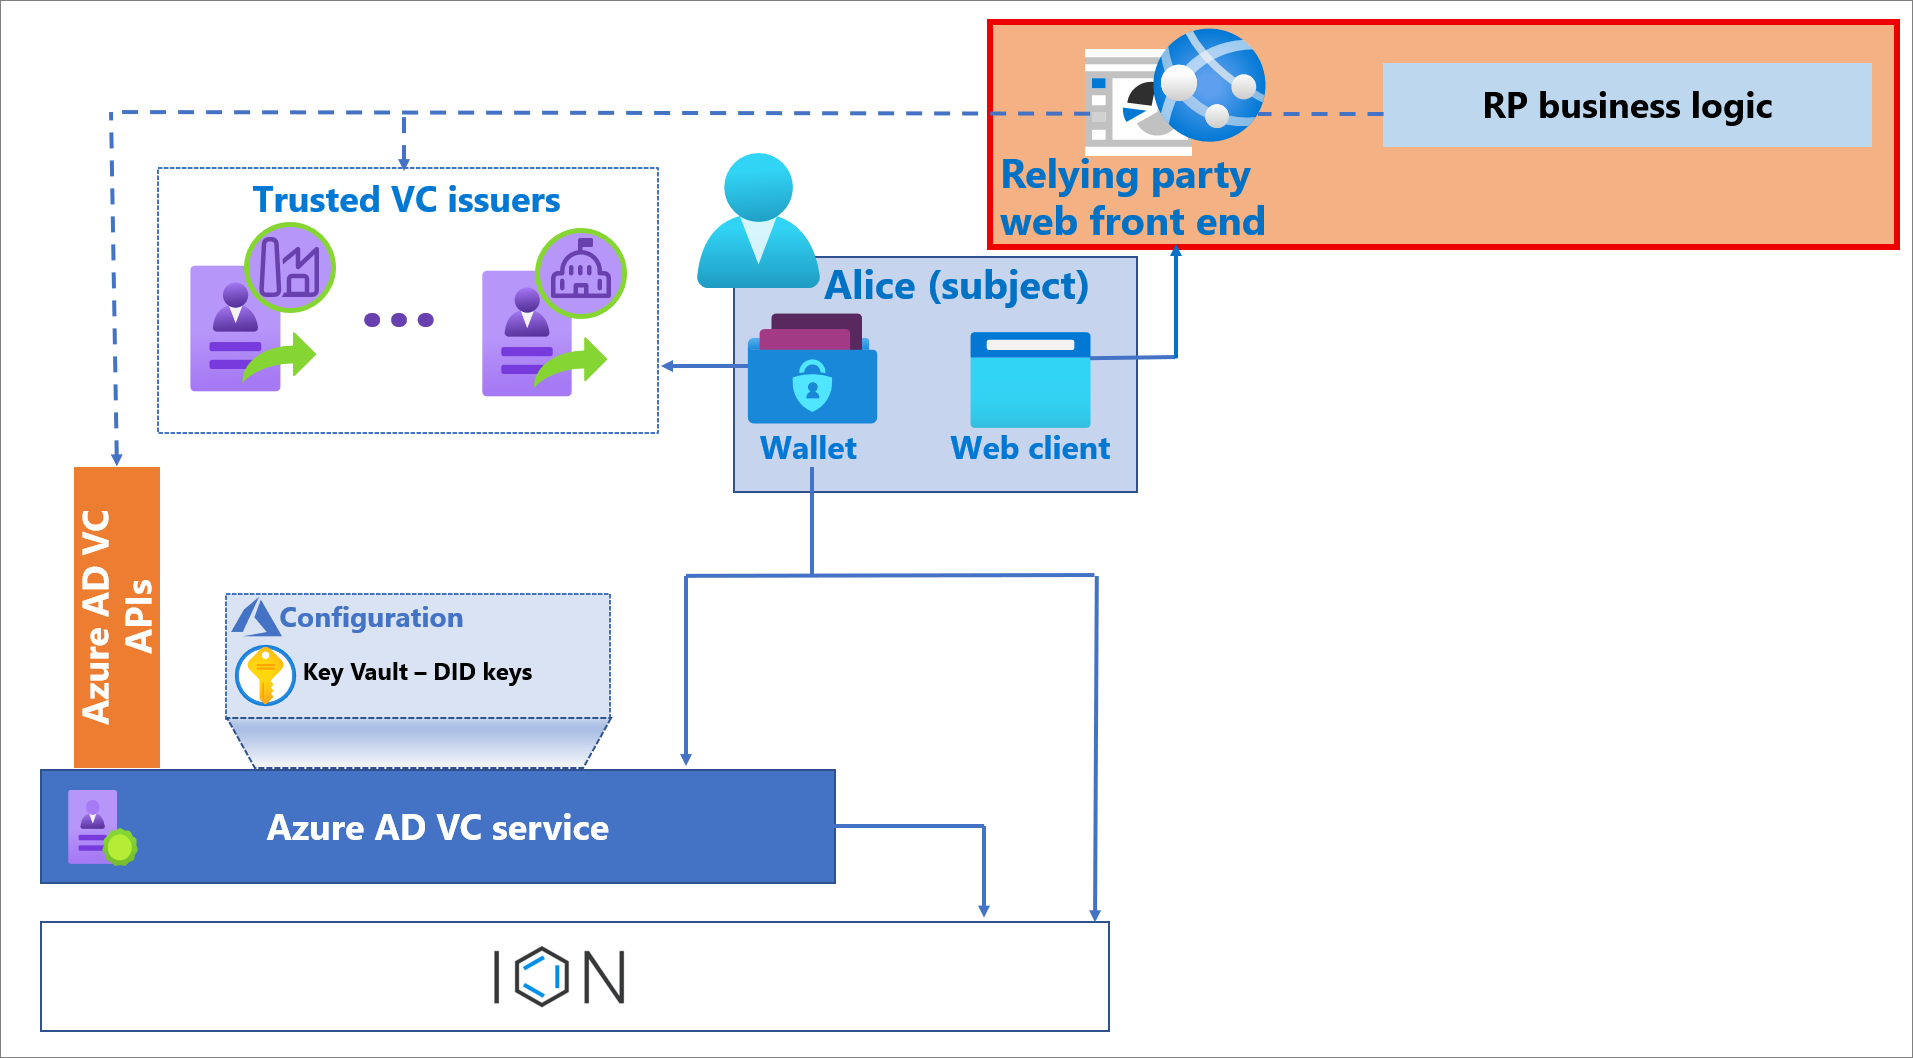 RP business logic
Relying party
web front end
Trusted VC issuers
Alice (subject)
Wallet
Web client
Azure AD VC
APIs
Configuration
Key Vault – DID keys
Azure AD VC service
ION